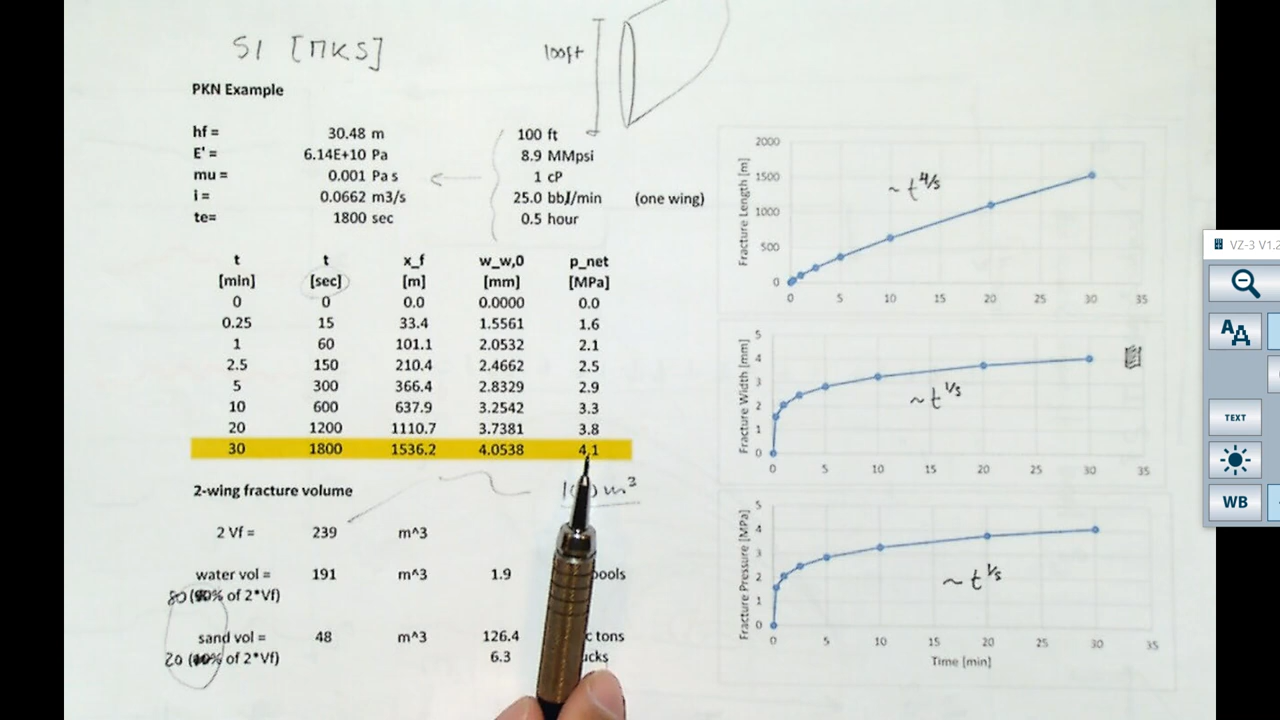 SI [MKS]
100ft
PKN Example
hf = 30.48 m 100 ft
E' = 6.14E+10 Pa 8.9 MMpsi
mu = 0.001 Pa s 1 cP
i = 0.0662 m3/s 25.0 bbl/min (one wing)
te= 1800 sec 0.5 hour
t t x_f w_w,0 p_net
[min] [sec] [m] [mm] [MPa]
0 0 0.0 0.0000 0.0
0.25 15 33.4 1.5561 1.6
1 60 101.1 2.0532 2.1
2.5 150 210.4 2.4662 2.5
5 300 366.4 2.8329 2.9
10 600 637.9 3.2542 3.3
20 1200 1110.7 3.7381 3.8
30 1800 1536.2 4.0538 4.1
2-wing fracture volume
m³
2 Vf = 239 m^3
water vol = 191 m^3 1.9
80 (% of 2*Vf)
sand vol = 48 m^3 126.4 tons
20 (% of 2*Vf) 6.3
Fracture Length [m]
2000
1500
1000
500
0
~ t^4/5
0 5 10 15 20 25 30 35
Fracture Width [mm]
5
4
3
2
1
0
~ t^1/5
0 5 10 15 20 25 30 35
Fracture Pressure [MPa]
5
4
3
2
1
0
~ t^1/5
0 5 10 15 20 25 30 35
Time [min]
VZ-3 V1.2
AA
TEXT
WB